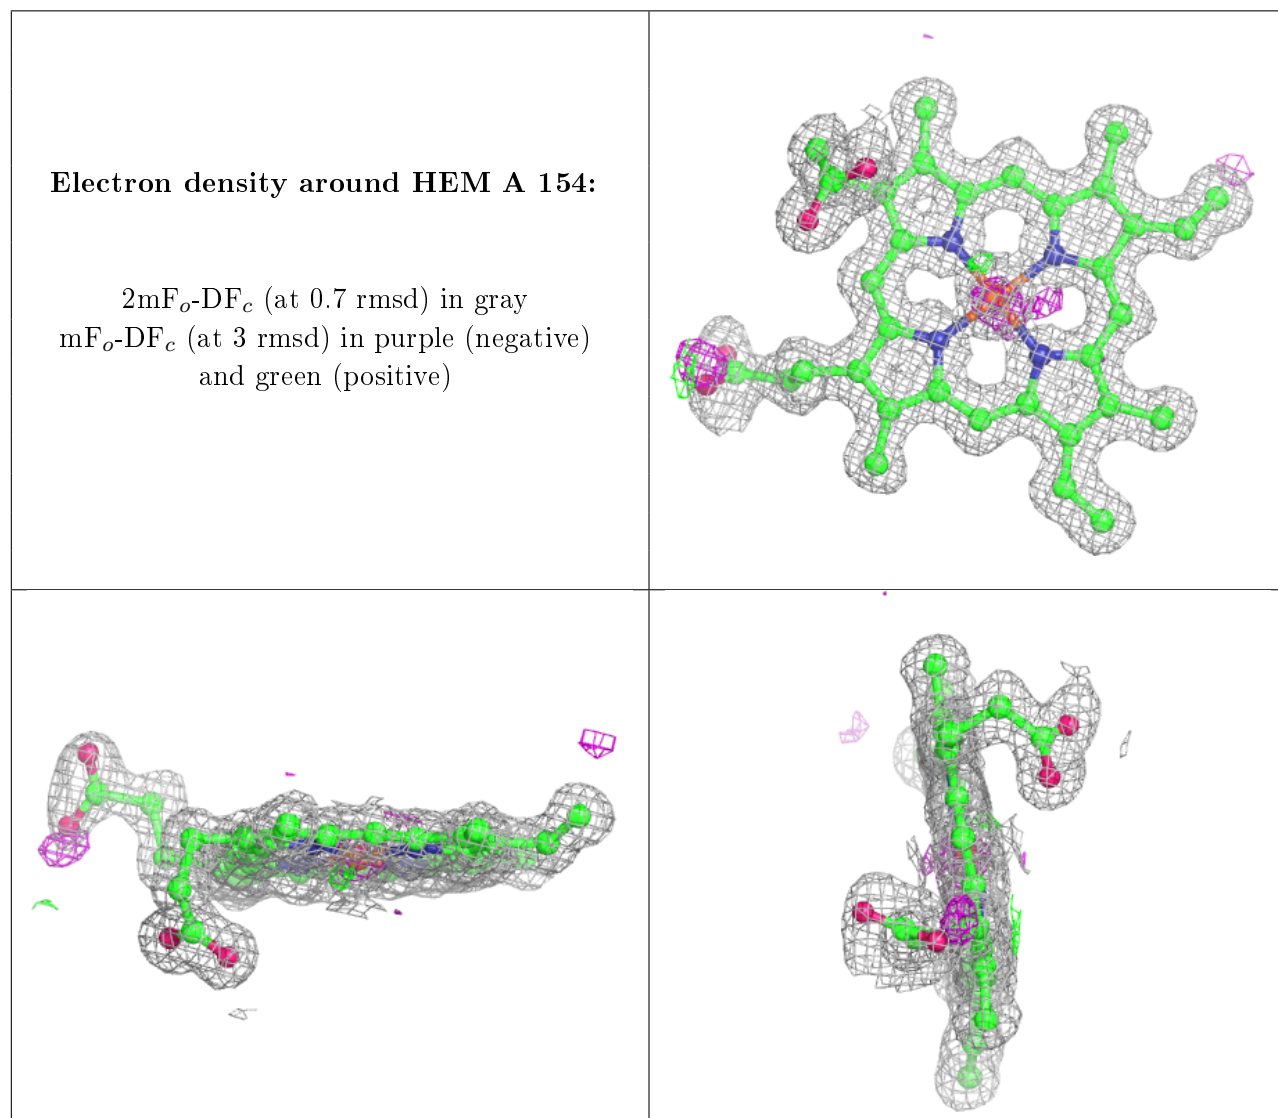 Electron density around HEM A 154:
2mFₒ-DF𝒸 (at 0.7 rmsd) in gray
mFₒ-DF𝒸 (at 3 rmsd) in purple (negative)
and green (positive)